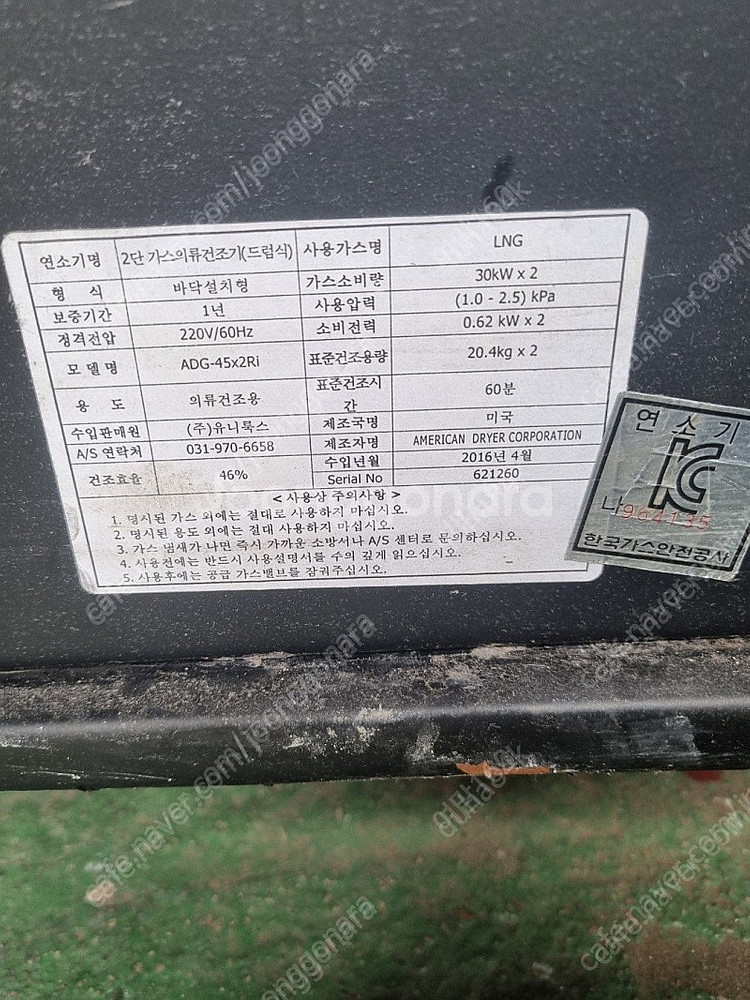 연소기명 2단 가스의류건조기(드럼식) 사용가스명 LNG
형 식 바닥설치형 가스소비량 30kW x 2
보증기간 1년 사용압력 (1.0 - 2.5) kPa
정격전압 220V/60Hz 소비전력 0.62 kW x 2
모델명 ADG-45x2Ri 표준건조용량 20.4kg x 2
용 도 의류건조용 표준건조시간 60분
수입판매원 (주)유니룩스 제조국명 미국
A/S 연락처 031-970-6658 제조자명 AMERICAN DRYER CORPORATION
건조효율 46% 수입년월 2016년 4월
Serial No 621260
< 사용상 주의사항 >
1. 명시된 가스 외에는 절대로 사용하지 마십시오.
2. 명시된 용도 외에는 절대 사용하지 마십시오.
3. 가스 냄새가 나면 즉시 가까운 소방서나 A/S 센터로 문의하십시오.
4. 사용전에는 반드시 사용설명서를 주의 깊게 읽으십시오.
5. 사용후에는 공급 가스밸브를 잠궈주십시오.
연 소 기
KC
나904135
한국가스안전공사
joonggonara
cafe.naver.com/joonggonara